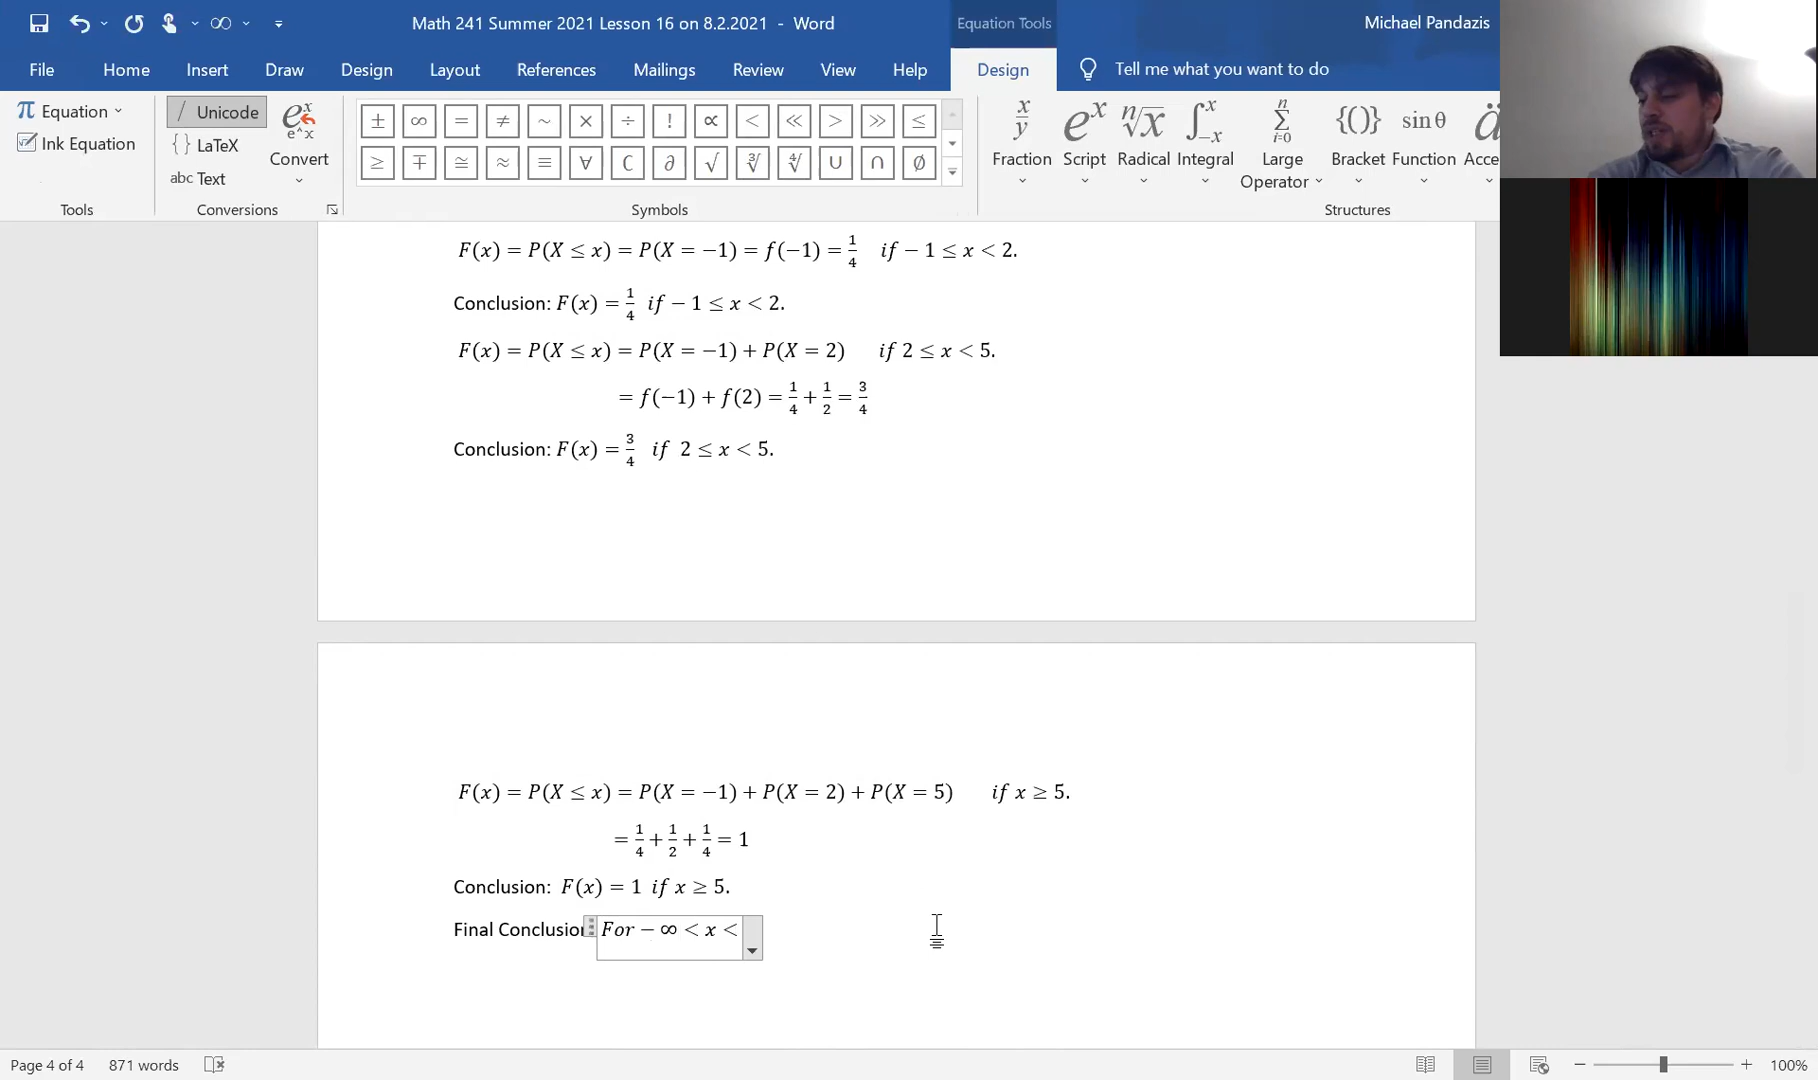 Math 241 Summer 2021 Lesson 16 on 8.2.2021 - Word
Equation Tools
Michael Pandazis
File Home Insert Draw Design Layout References Mailings Review View Help Design Tell me what you want to do
π Equation
Ink Equation
Tools
Unicode
{} LaTeX
abc Text
e^x
Convert
Conversions
± ∞ = ≠ ~ × ÷ ! ∝ < ≪ > ≫ ≤
≥ ∓ ≅ ≈ ≡ ∀ ∁ ∂ √ ∛ ∜ ∪ ∩ ∅
Symbols
Fraction Script Radical Integral Large Operator Bracket Function Acce
Structures
F(x) = P(X ≤ x) = P(X = −1) = f(−1) = 1/4 if − 1 ≤ x < 2.
Conclusion: F(x) = 1/4 if − 1 ≤ x < 2.
F(x) = P(X ≤ x) = P(X = −1) + P(X = 2) if 2 ≤ x < 5.
= f(−1) + f(2) = 1/4 + 1/2 = 3/4
Conclusion: F(x) = 3/4 if 2 ≤ x < 5.
F(x) = P(X ≤ x) = P(X = −1) + P(X = 2) + P(X = 5) if x ≥ 5.
= 1/4 + 1/2 + 1/4 = 1
Conclusion: F(x) = 1 if x ≥ 5.
Final Conclusion For − ∞ < x <
Page 4 of 4 871 words 100%